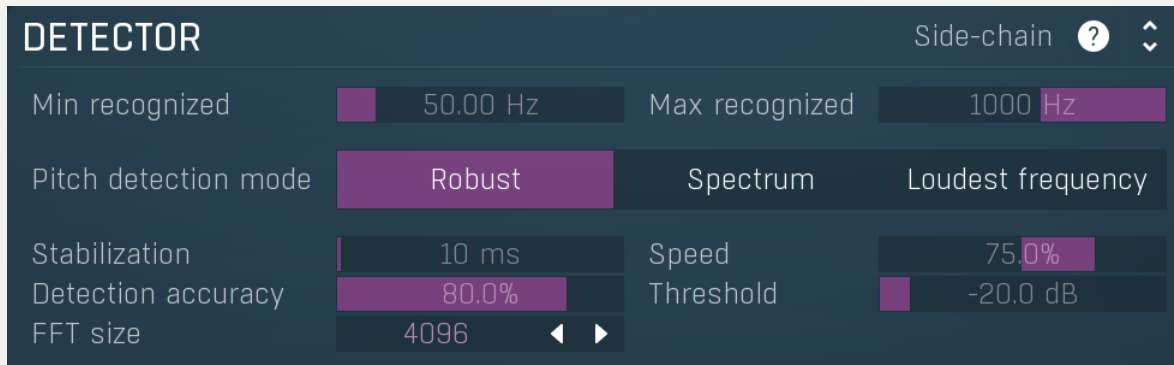 DETECTOR Side-chain ?
Min recognized 50.00 Hz Max recognized 1000 Hz
Pitch detection mode Robust Spectrum Loudest frequency
Stabilization 10 ms Speed 75.0%
Detection accuracy 80.0% Threshold -20.0 dB
FFT size 4096